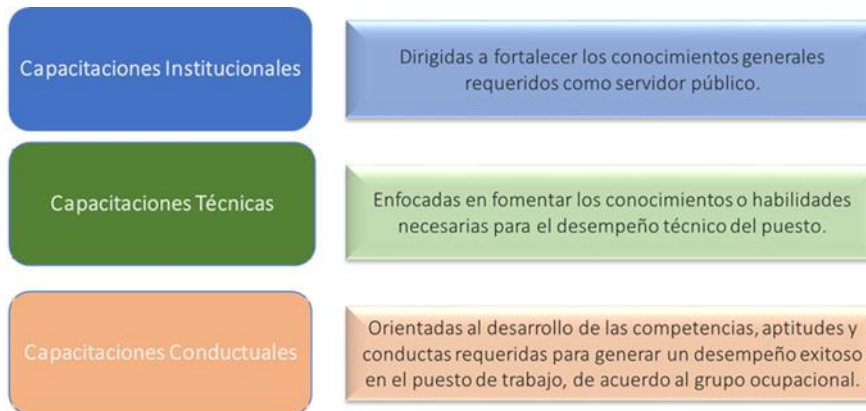 Capacitaciones Institucionales
Dirigidas a fortalecer los conocimientos generales
requeridos como servidor público.
Capacitaciones Técnicas
Enfocadas en fomentar los conocimientos o habilidades
necesarias para el desempeño técnico del puesto.
Capacitaciones Conductuales
Orientadas al desarrollo de las competencias, aptitudes y
conductas requeridas para generar un desempeño exitoso
en el puesto de trabajo, de acuerdo al grupo ocupacional.